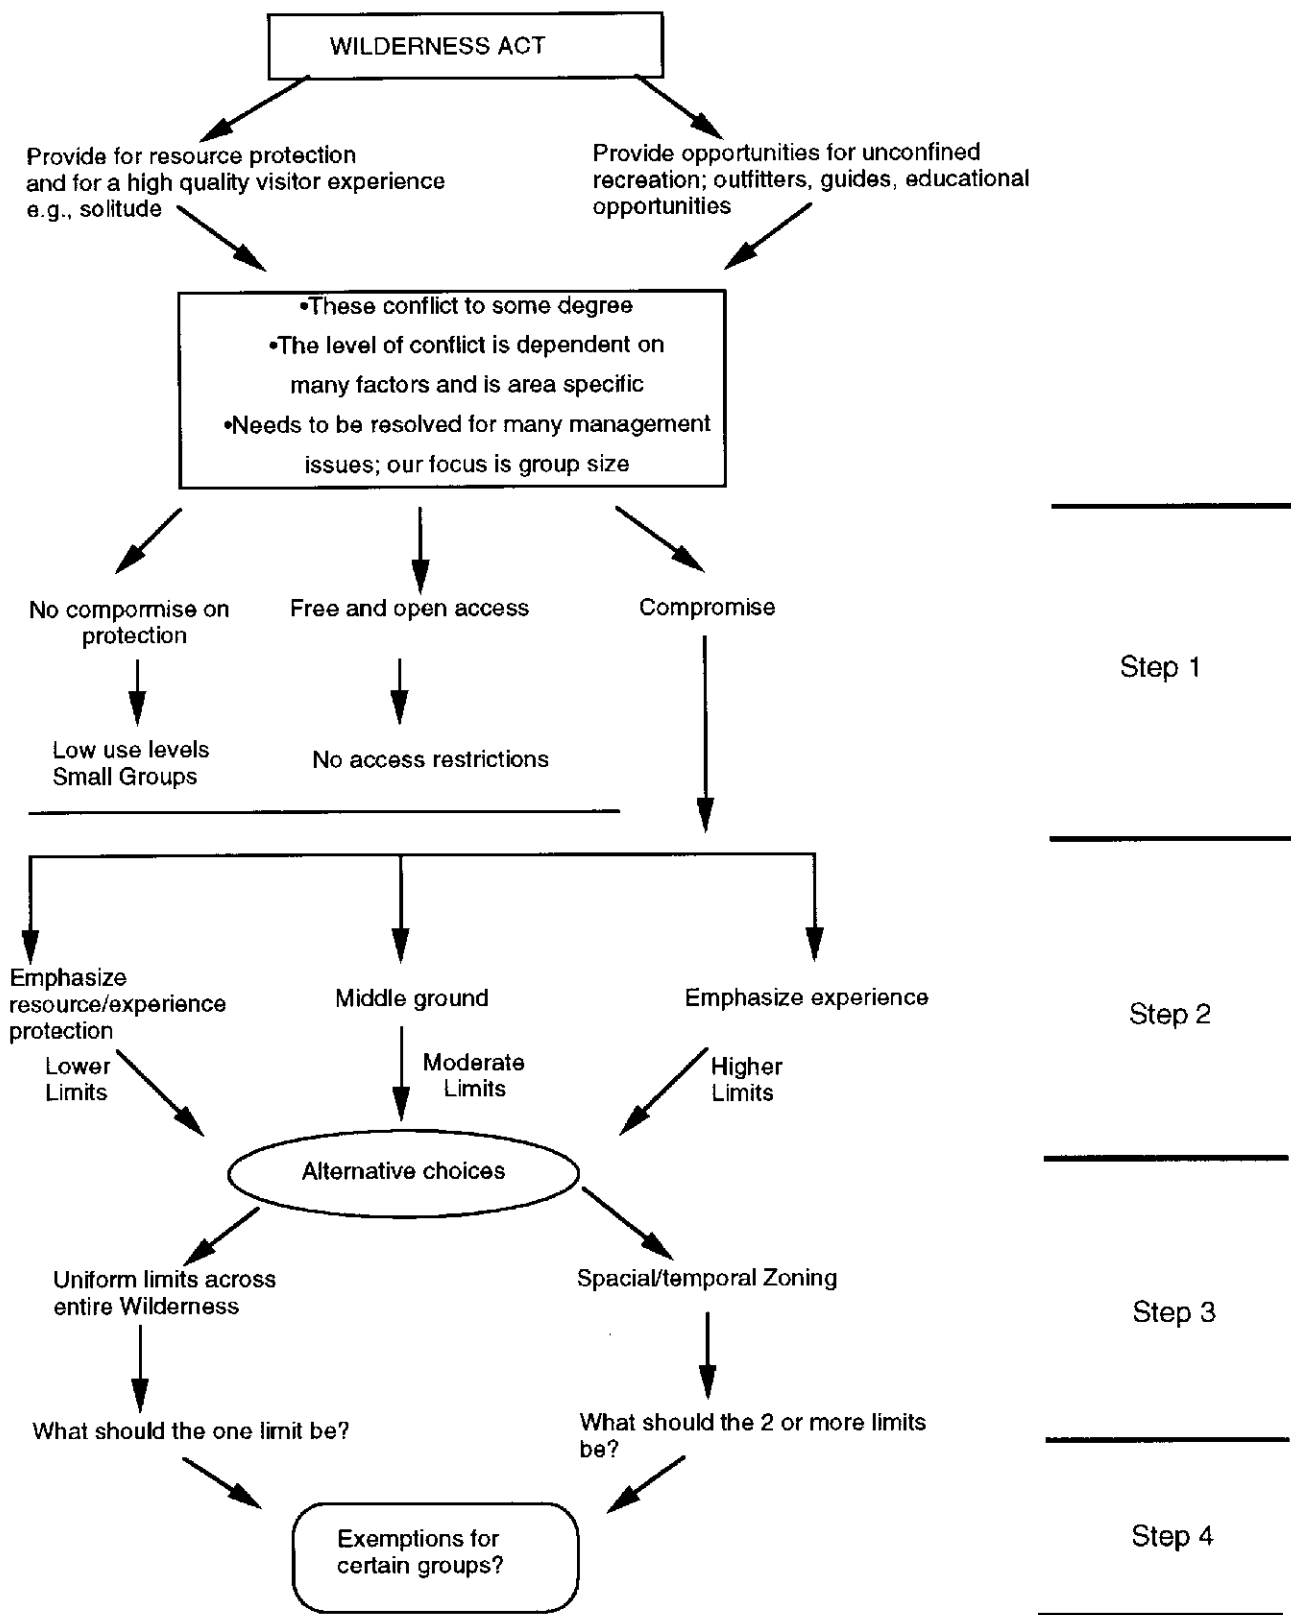 WILDERNESS ACT
Provide for resource protection
and for a high quality visitor experience
e.g., solitude
Provide opportunities for unconfined
recreation; outfitters, guides, educational
opportunities
•These conflict to some degree
•The level of conflict is dependent on
many factors and is area specific
•Needs to be resolved for many management
issues; our focus is group size
No compormise on
protection
Free and open access
Compromise
Step 1
Low use levels
Small Groups
No access restrictions
Emphasize
resource/experience
protection
Middle ground
Emphasize experience
Step 2
Lower
Limits
Moderate
Limits
Higher
Limits
Alternative choices
Uniform limits across
entire Wilderness
Spacial/temporal Zoning
Step 3
What should the one limit be?
What should the 2 or more limits
be?
Exemptions for
certain groups?
Step 4